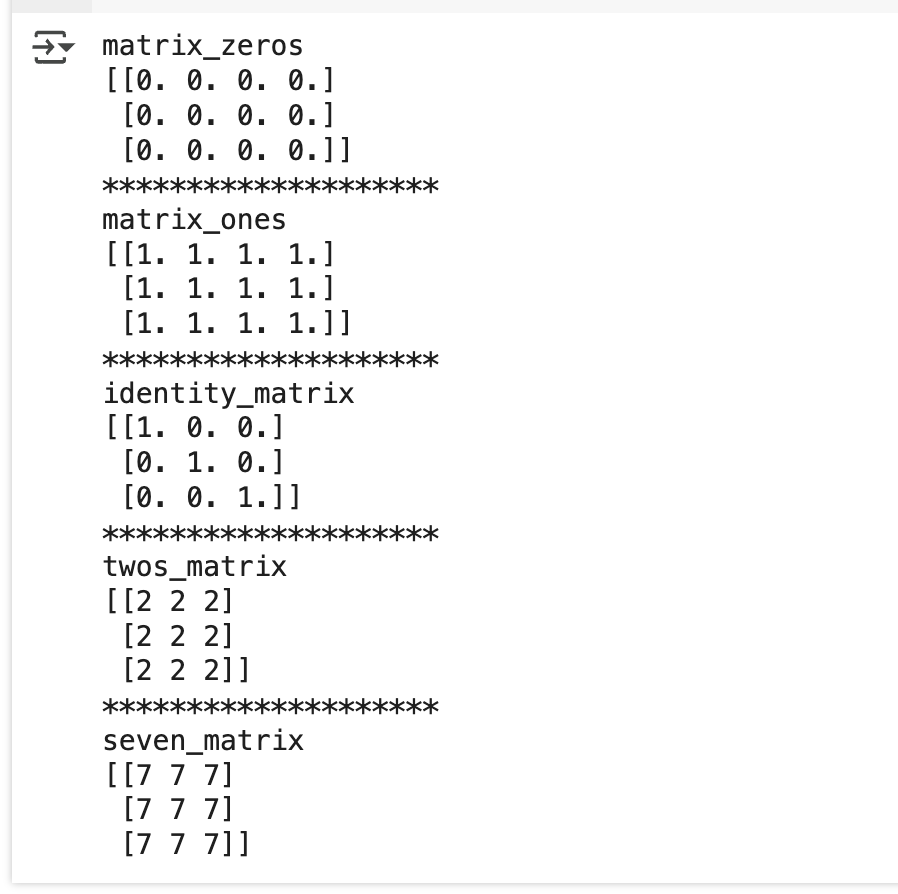 matrix_zeros
[[0. 0. 0. 0.]
 [0. 0. 0. 0.]
 [0. 0. 0. 0.]]
********************
matrix_ones
[[1. 1. 1. 1.]
 [1. 1. 1. 1.]
 [1. 1. 1. 1.]]
********************
identity_matrix
[[1. 0. 0.]
 [0. 1. 0.]
 [0. 0. 1.]]
********************
twos_matrix
[[2 2 2]
 [2 2 2]
 [2 2 2]]
********************
seven_matrix
[[7 7 7]
 [7 7 7]
 [7 7 7]]